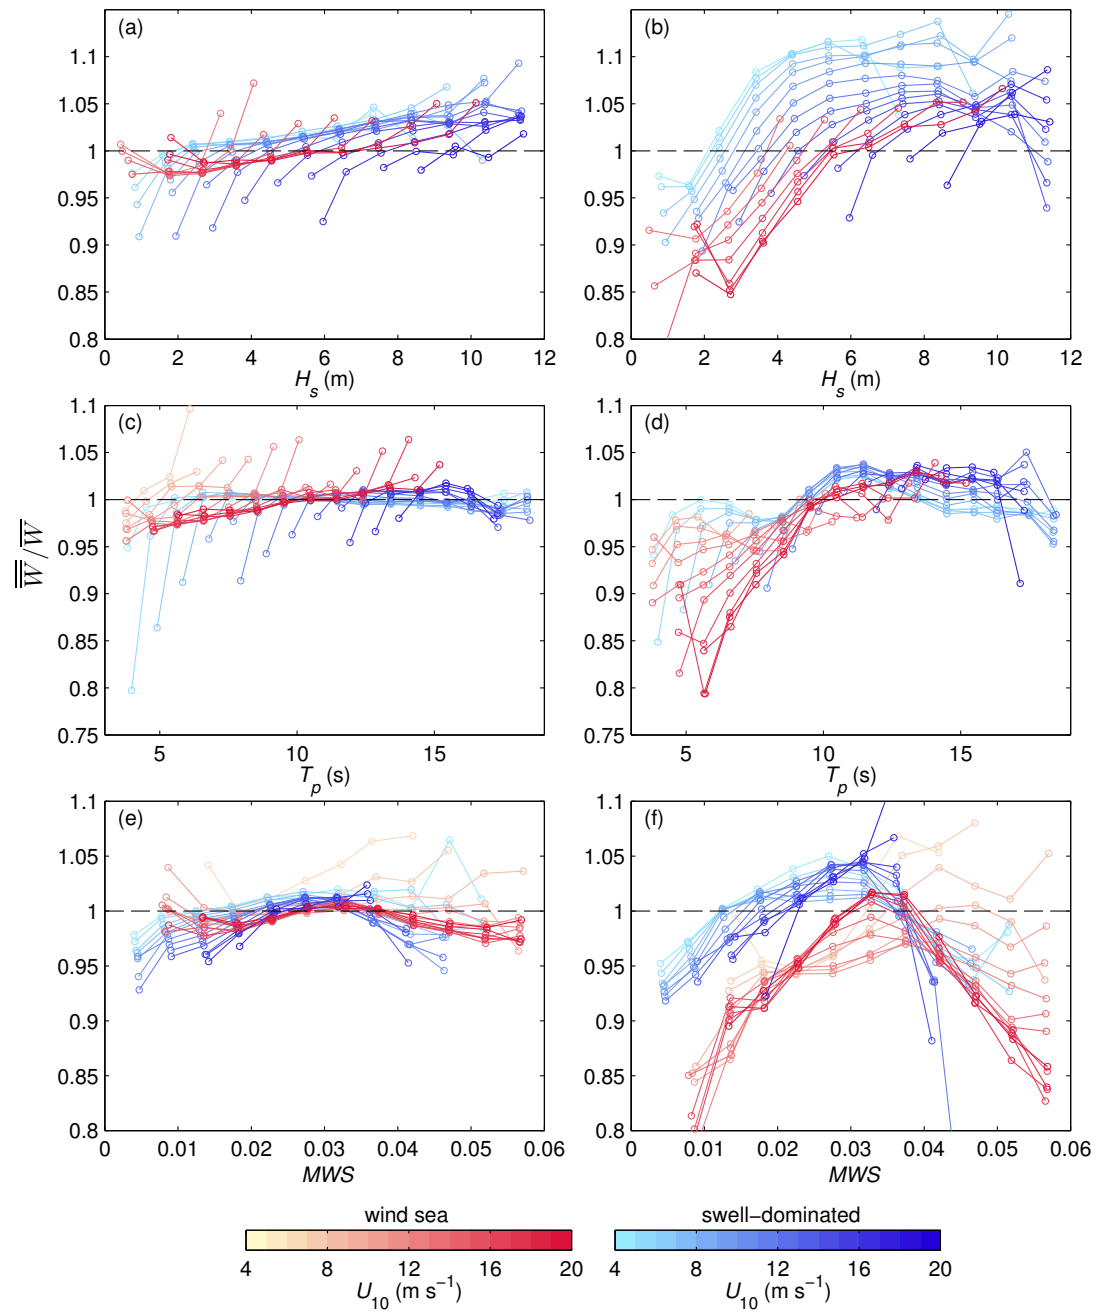 (a) (b)
1.1 1.1
1.05 1.05
1 1
0.95 0.95
0.9 0.9
0.85 0.85
0.8 0.8
0 2 4 6 8 10 12 0 2 4 6 8 10 12
H_s (m) H_s (m)
1.1 (c) 1.1 (d)
1.05 1.05
1 1
0.95 0.95
0.9 0.9
0.85 0.85
0.8 0.8
0.75 0.75
5 10 15 5 10 15
T_p (s) T_p (s)
W/W
1.1 (e) 1.1 (f)
1.05 1.05
1 1
0.95 0.95
0.9 0.9
0.85 0.85
0.8 0.8
0 0.01 0.02 0.03 0.04 0.05 0.06 0 0.01 0.02 0.03 0.04 0.05 0.06
MWS MWS
wind sea swell−dominated
4 8 12 16 20 4 8 12 16 20
U_10 (m s⁻¹) U_10 (m s⁻¹)